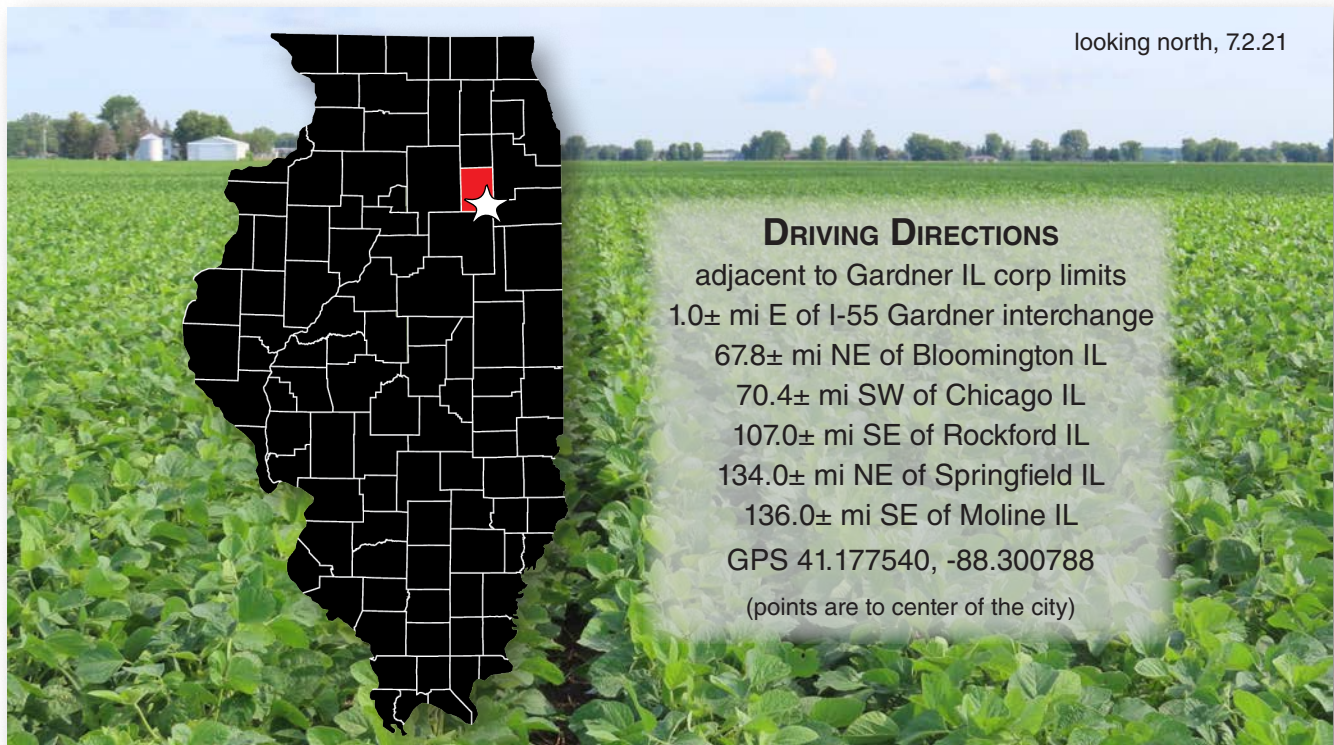 looking north, 7.2.21
DRIVING DIRECTIONS
adjacent to Gardner IL corp limits
1.0± mi E of I-55 Gardner interchange
67.8± mi NE of Bloomington IL
70.4± mi SW of Chicago IL
107.0± mi SE of Rockford IL
134.0± mi NE of Springfield IL
136.0± mi SE of Moline IL
GPS 41.177540, -88.300788
(points are to center of the city)